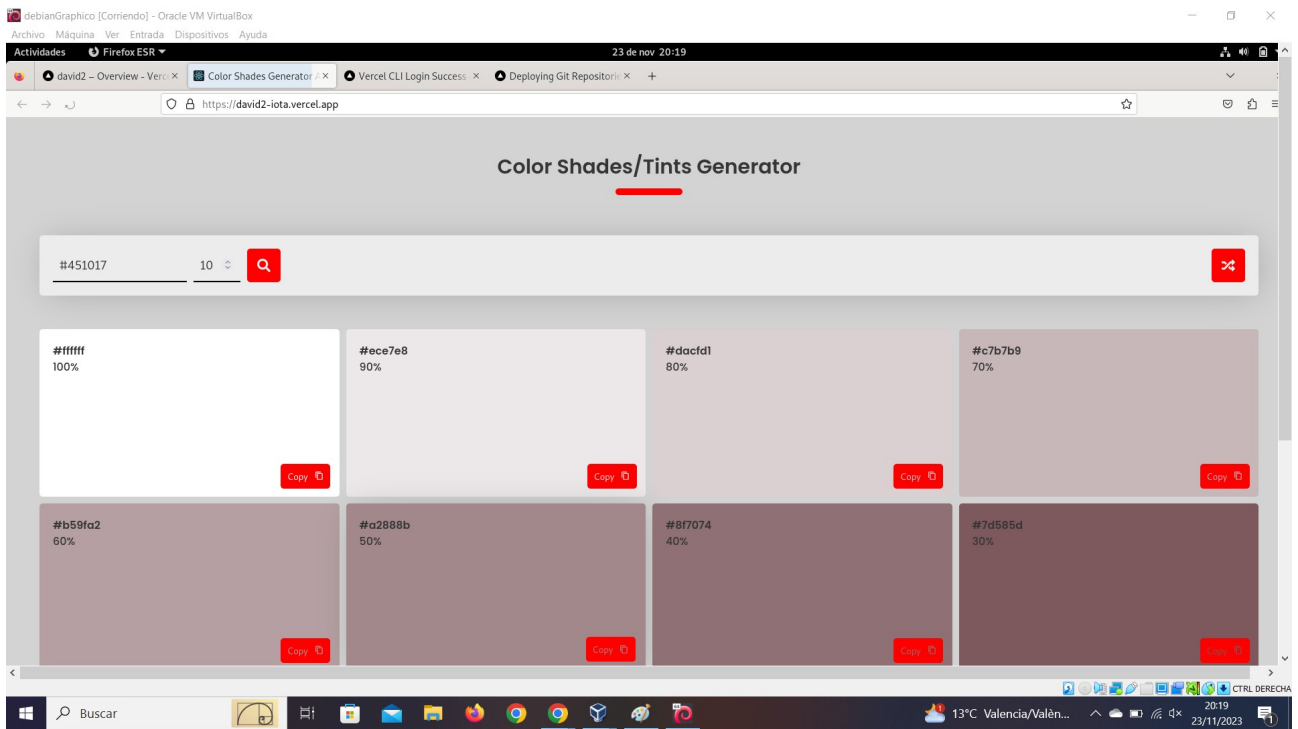 debianGraphico [Corriendo] - Oracle VM VirtualBox
Archivo Máquina Ver Entrada Dispositivos Ayuda
Actividades Firefox ESR 23 de nov 20:19
david2 – Overview - Verc Color Shades Generator Vercel CLI Login Success Deploying Git Repositorie
https://david2-iota.vercel.app
Color Shades/Tints Generator
#451017 10
#ffffff #ece7e8 #dacfd1 #c7b7b9
100% 90% 80% 70%
Copy Copy Copy Copy
#b59fa2 #a2888b #8f7074 #7d585d
60% 50% 40% 30%
Copy Copy Copy Copy
CTRL DERECHA
Buscar 13°C Valencia/Valèn... 20:19
23/11/2023